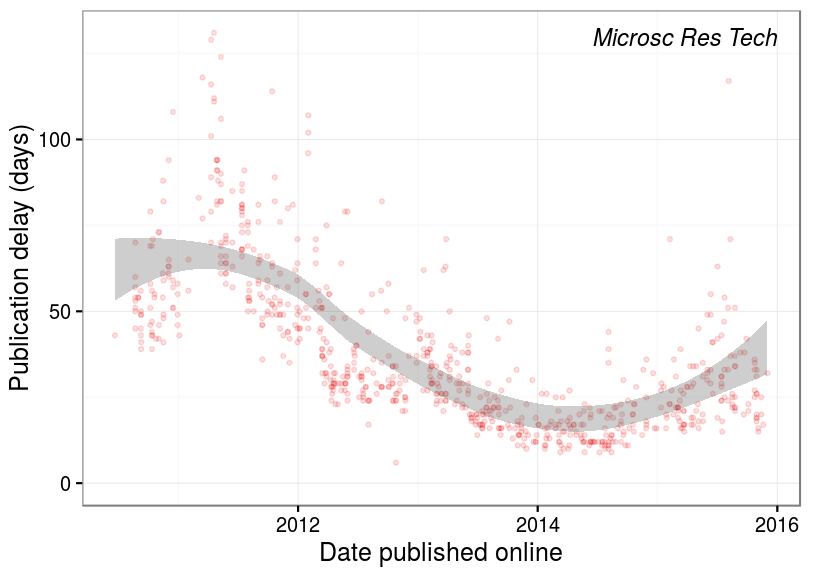 Microsc Res Tech
Publication delay (days)
100
50
0
2012
2014
2016
Date published online